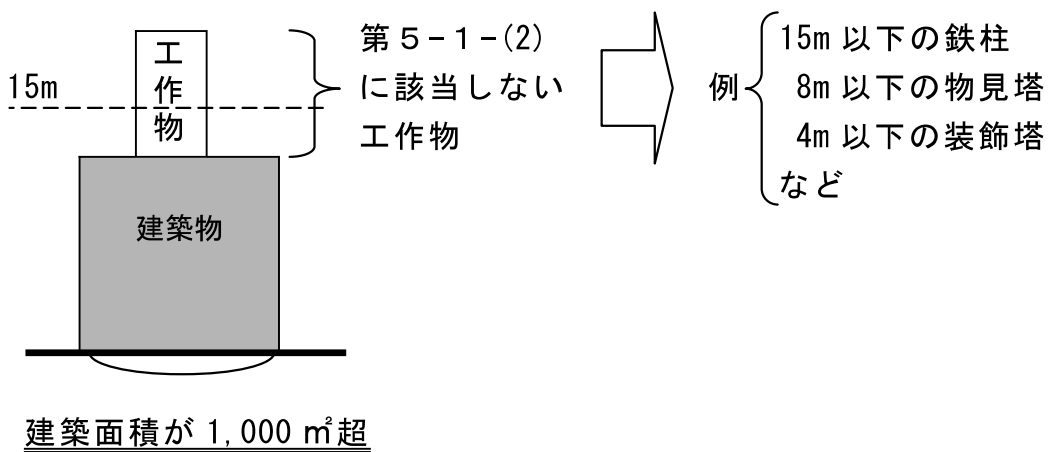 15m
工作物
建築物
第５－１－(2)
に該当しない
工作物
例
15m 以下の鉄柱
8m 以下の物見塔
4m 以下の装飾塔
など
建築面積が 1,000 ㎡超